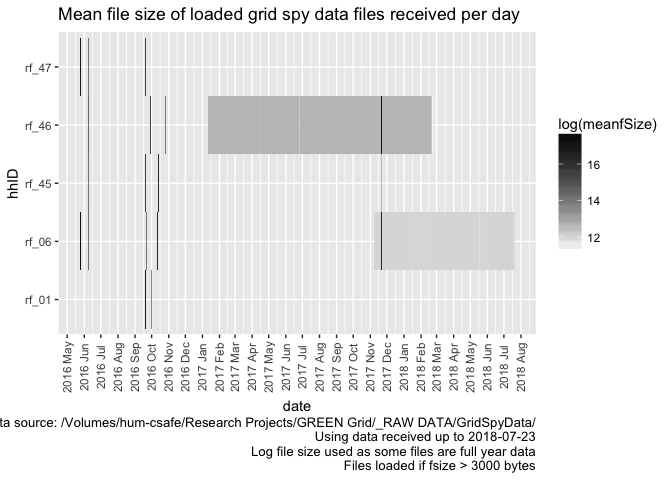 Mean file size of loaded grid spy data files received per day
hhID
rf_47
rf_46
rf_45
rf_06
rf_01
2016 May
2016 Jun
2016 Jul
2016 Aug
2016 Sep
2016 Oct
2016 Nov
2016 Dec
2017 Jan
2017 Feb
2017 Mar
2017 Apr
2017 May
2017 Jun
2017 Jul
2017 Aug
2017 Sep
2017 Oct
2017 Nov
2017 Dec
2018 Jan
2018 Feb
2018 Mar
2018 Apr
2018 May
2018 Jun
2018 Jul
2018 Aug
date
log(meanfSize)
16
14
12
ta source: /Volumes/hum-csafe/Research Projects/GREEN Grid/_RAW DATA/GridSpyData/
Using data received up to 2018-07-23
Log file size used as some files are full year data
Files loaded if fsize > 3000 bytes